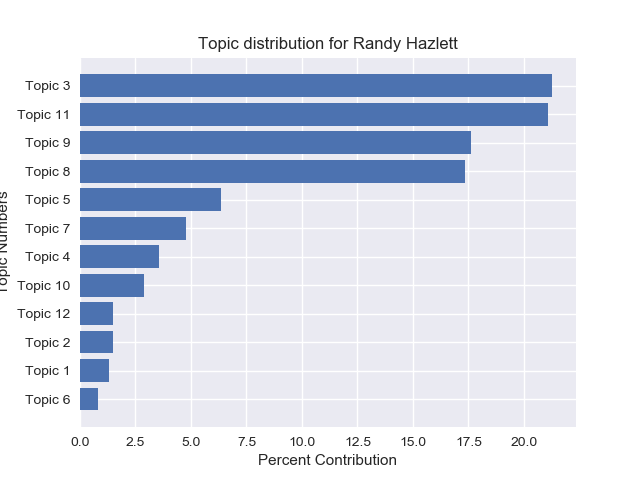 Topic distribution for Randy Hazlett
Topic 3
Topic 11
Topic 9
Topic 8
Topic 5
Topic 7
Topic 4
Topic 10
Topic 12
Topic 2
Topic 1
Topic 6
Topic Numbers
0.0 2.5 5.0 7.5 10.0 12.5 15.0 17.5 20.0
Percent Contribution